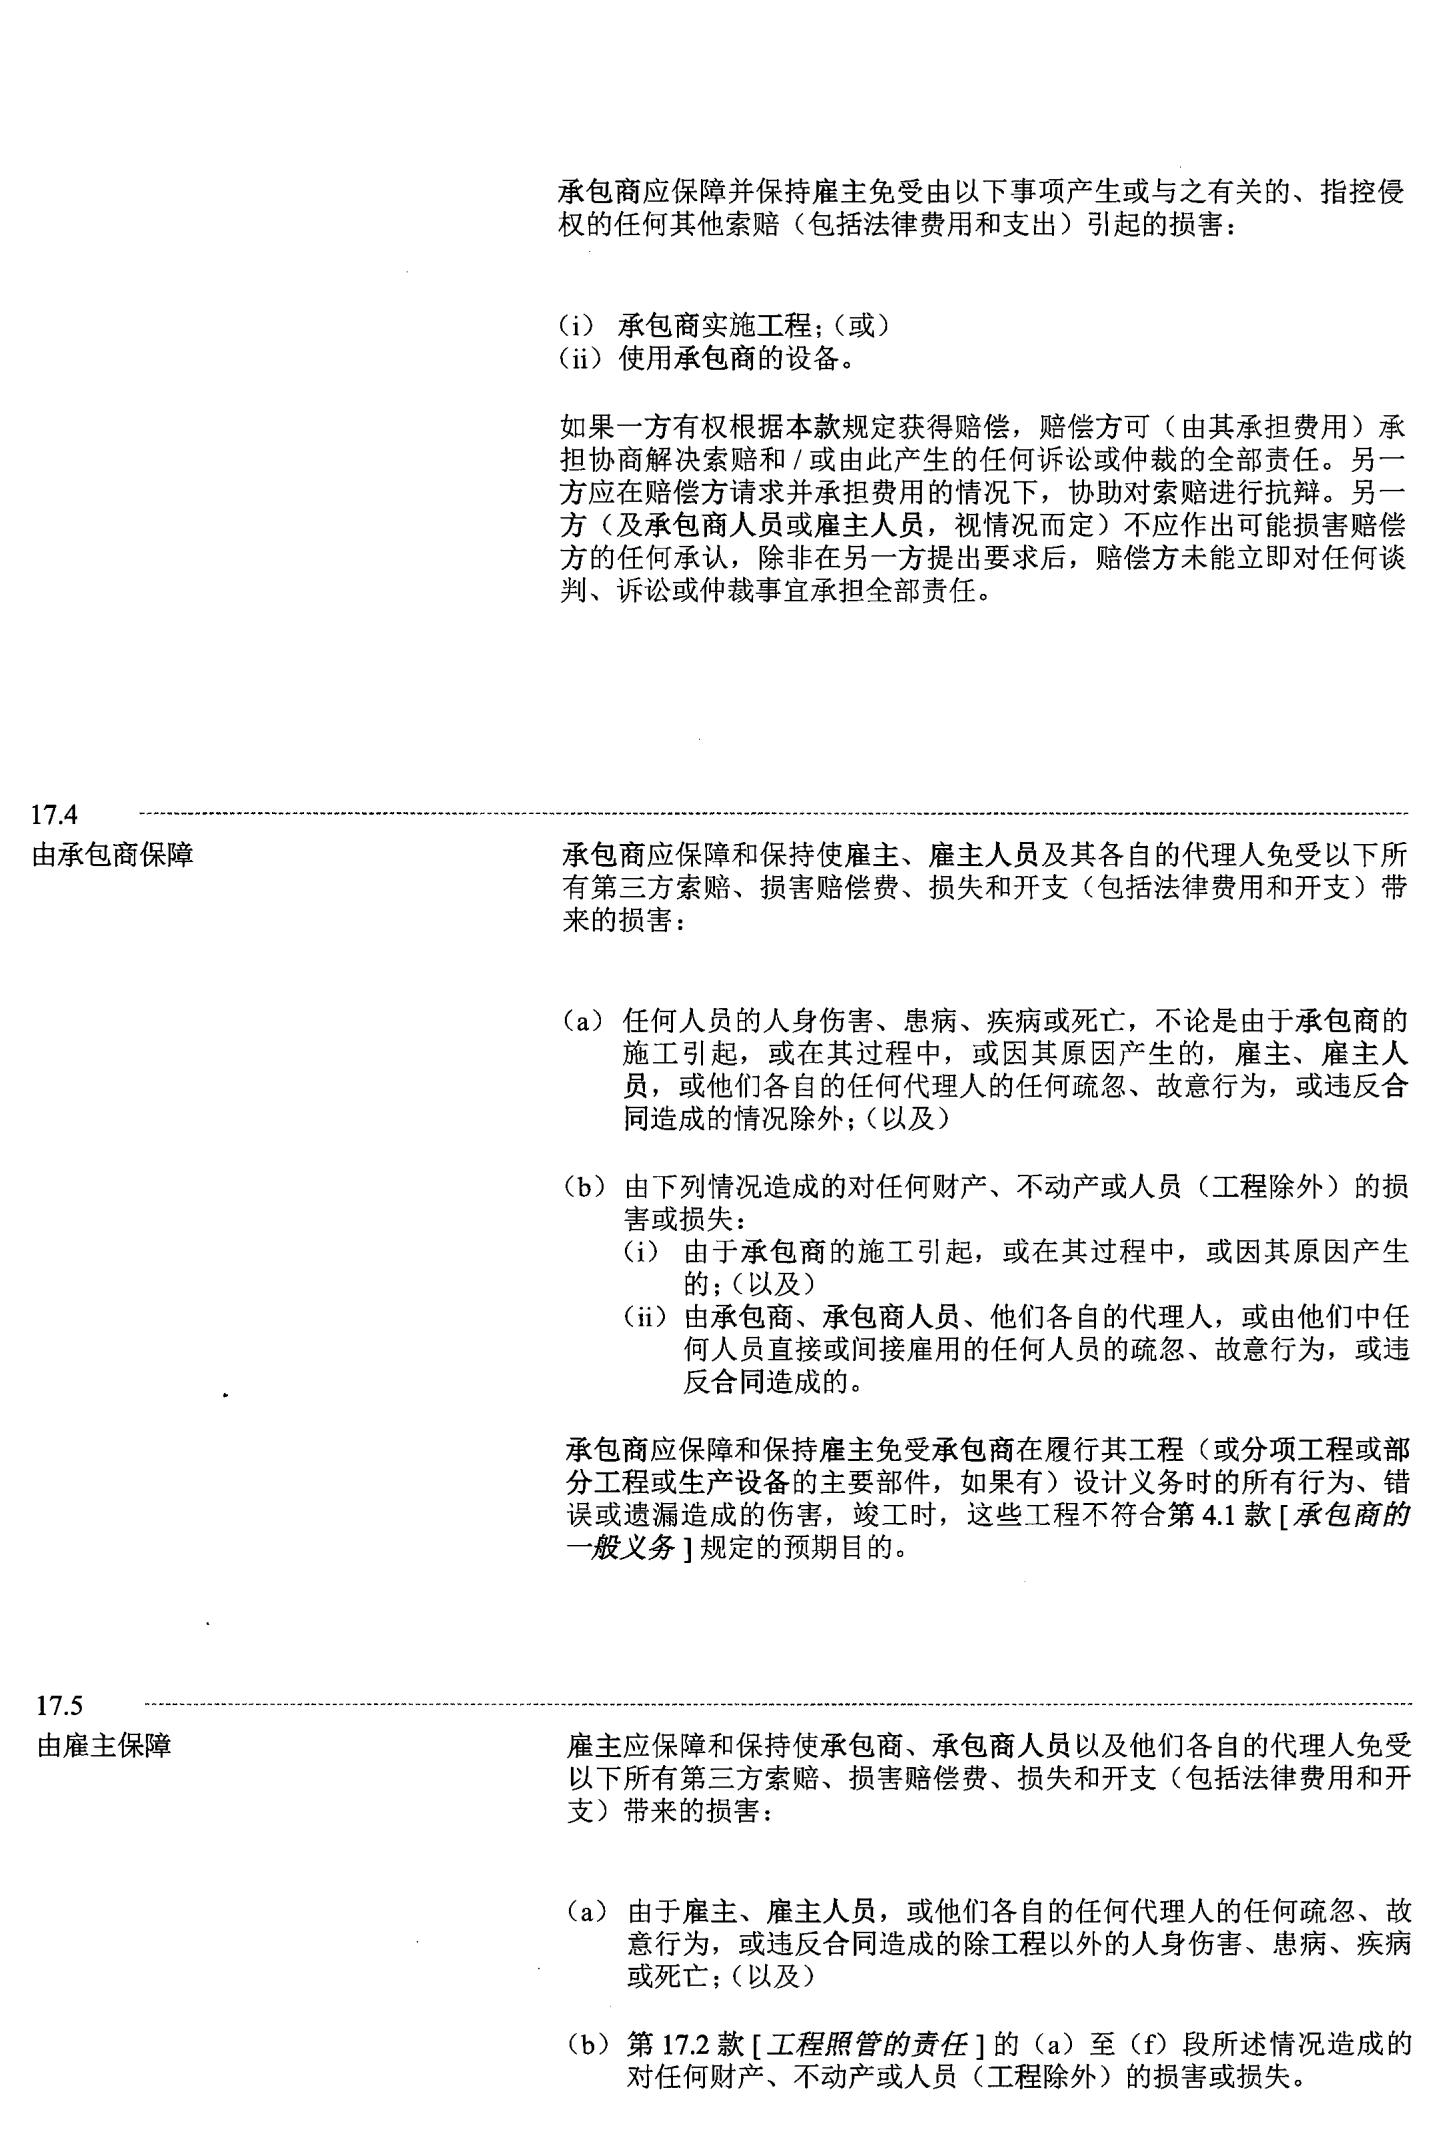 承包商应保障并保持雇主免受由以下事项产生或与之有关的、指控侵
权的任何其他索赔（包括法律费用和支出）引起的损害：
（i） 承包商实施工程；（或）
（ii） 使用承包商的设备。
如果一方有权根据本款规定获得赔偿，赔偿方可（由其承担费用）承
担协商解决索赔和 / 或由此产生的任何诉讼或仲裁的全部责任。另一
方应在赔偿方请求并承担费用的情况下，协助对索赔进行抗辩。另一
方（及承包商人员或雇主人员，视情况而定）不应作出可能损害赔偿
方的任何承认，除非在另一方提出要求后，赔偿方未能立即对任何谈
判、诉讼或仲裁事宜承担全部责任。
17.4
由承包商保障
承包商应保障和保持使雇主、雇主人员及其各自的代理人免受以下所
有第三方索赔、损害赔偿费、损失和开支（包括法律费用和开支）带
来的损害：
（a） 任何人员的人身伤害、患病、疾病或死亡，不论是由于承包商的
施工引起，或在其过程中，或因其原因产生的，雇主、雇主人
员，或他们各自的任何代理人的任何疏忽、故意行为，或违反合
同造成的情况除外；（以及）
（b） 由下列情况造成的对任何财产、不动产或人员（工程除外）的损
害或损失：
（i） 由于承包商的施工引起，或在其过程中，或因其原因产生
的；（以及）
（ii） 由承包商、承包商人员、他们各自的代理人，或由他们中任
何人员直接或间接雇用的任何人员的疏忽、故意行为，或违
反合同造成的。
承包商应保障和保持雇主免受承包商在履行其工程（或分项工程或部
分工程或生产设备的主要部件，如果有）设计义务时的所有行为、错
误或遗漏造成的伤害，竣工时，这些工程不符合第 4.1 款 [ 承包商的
一般义务 ] 规定的预期目的。
17.5
由雇主保障
雇主应保障和保持使承包商、承包商人员以及他们各自的代理人免受
以下所有第三方索赔、损害赔偿费、损失和开支（包括法律费用和开
支）带来的损害：
（a） 由于雇主、雇主人员，或他们各自的任何代理人的任何疏忽、故
意行为，或违反合同造成的除工程以外的人身伤害、患病、疾病
或死亡；（以及）
（b） 第 17.2 款 [ 工程照管的责任 ] 的（a）至（f）段所述情况造成的
对任何财产、不动产或人员（工程除外）的损害或损失。